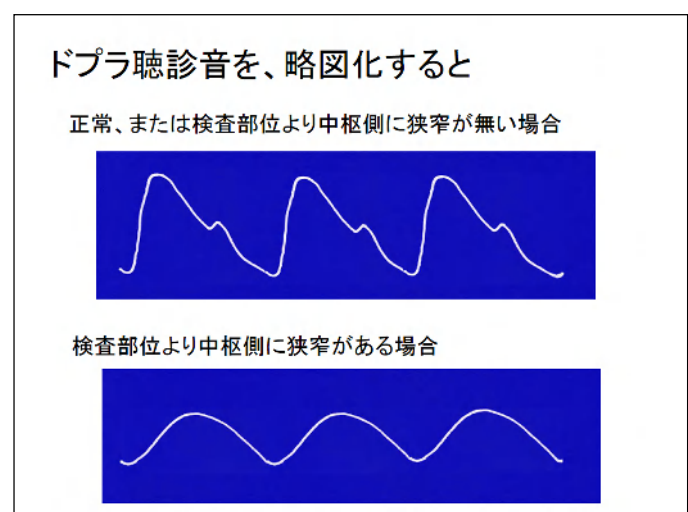 ドプラ聴診音を、略図化すると
正常、または検査部位より中枢側に狭窄が無い場合
検査部位より中枢側に狭窄がある場合